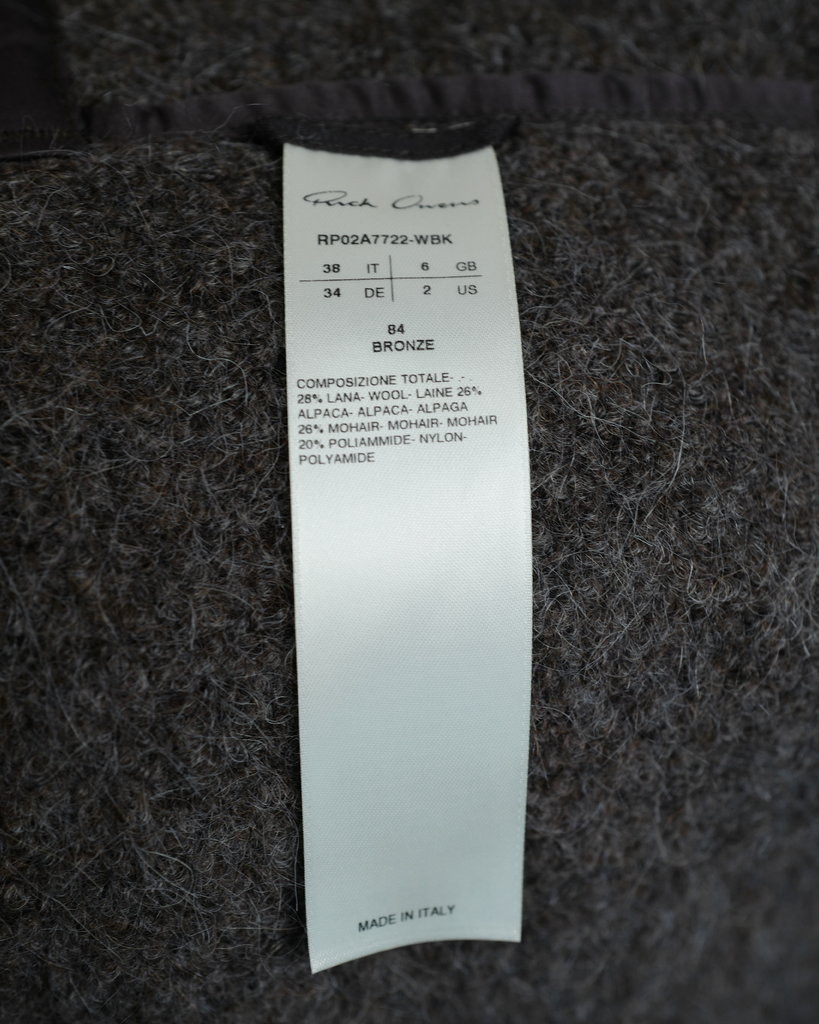 Rick Owens
RP02A7722-WBK
38 IT 6 GB
34 DE 2 US
84
BRONZE
COMPOSIZIONE TOTALE- .- .
28% LANA- WOOL- LAINE 26%
ALPACA- ALPACA- ALPAGA
26% MOHAIR- MOHAIR- MOHAIR
20% POLIAMMIDE- NYLON-
POLYAMIDE
MADE IN ITALY